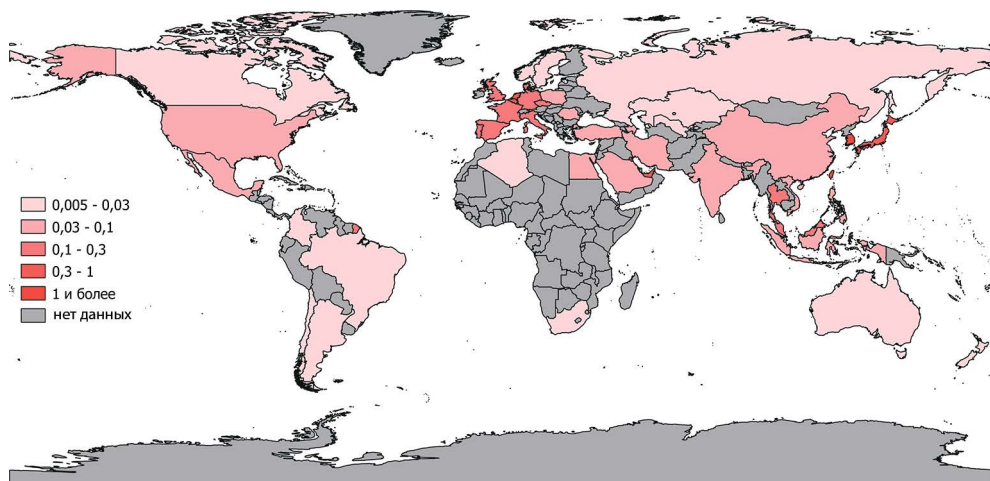 0,005 - 0,03
0,03 - 0,1
0,1 - 0,3
0,3 - 1
1 и более
нет данных